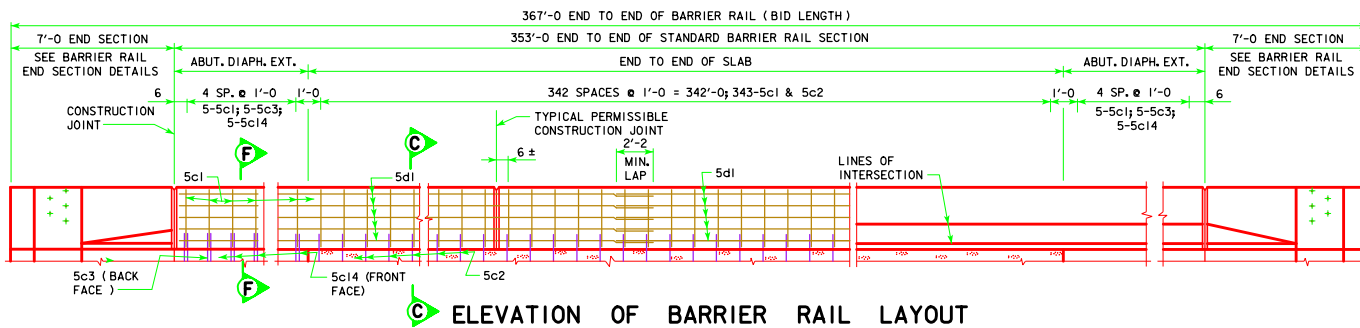 367'-0 END TO END OF BARRIER RAIL (BID LENGTH)
7'-0 END SECTION
353'-0 END TO END OF STANDARD BARRIER RAIL SECTION
7'-0 END SECTION
SEE BARRIER RAIL
END SECTION DETAILS
ABUT. DIAPH. EXT.
END TO END OF SLAB
ABUT. DIAPH. EXT.
SEE BARRIER RAIL
END SECTION DETAILS
6
4 SP. @ 1'-0
1'-0
342 SPACES @ 1'-0 = 342'-0; 343-5c1 & 5c2
1'-0
4 SP. @ 1'-0
6
5-5c1; 5-5c3;
5-5c14
5-5c1; 5-5c3;
5-5c14
CONSTRUCTION
JOINT
TYPICAL PERMISSIBLE
CONSTRUCTION JOINT
F
C
6 ±
2'-2
MIN.
LAP
LINES OF
INTERSECTION
5c1
5d1
5d1
5c3 (BACK
FACE )
F
5c14 (FRONT
FACE)
5c2
C
ELEVATION OF BARRIER RAIL LAYOUT